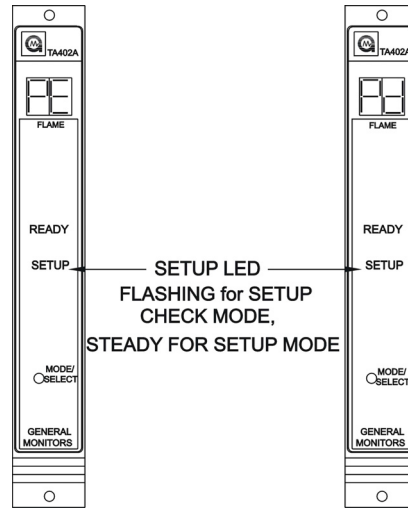 TA402A
FLAME
READY
SETUP
MODE/
SELECT
GENERAL
MONITORS
SETUP LED
FLASHING for SETUP
CHECK MODE,
STEADY FOR SETUP MODE
TA402A
FLAME
READY
SETUP
MODE/
SELECT
GENERAL
MONITORS